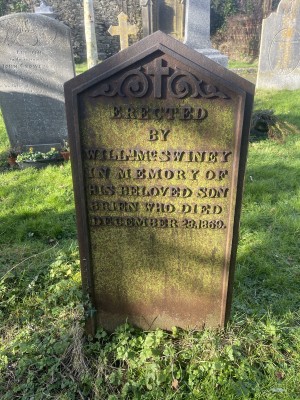 ERECTED
BY
WILLM McSWINEY
IN MEMORY OF
HIS BELOVED SON
BRIEN WHO DIED
DECEMBER 29, 1869.